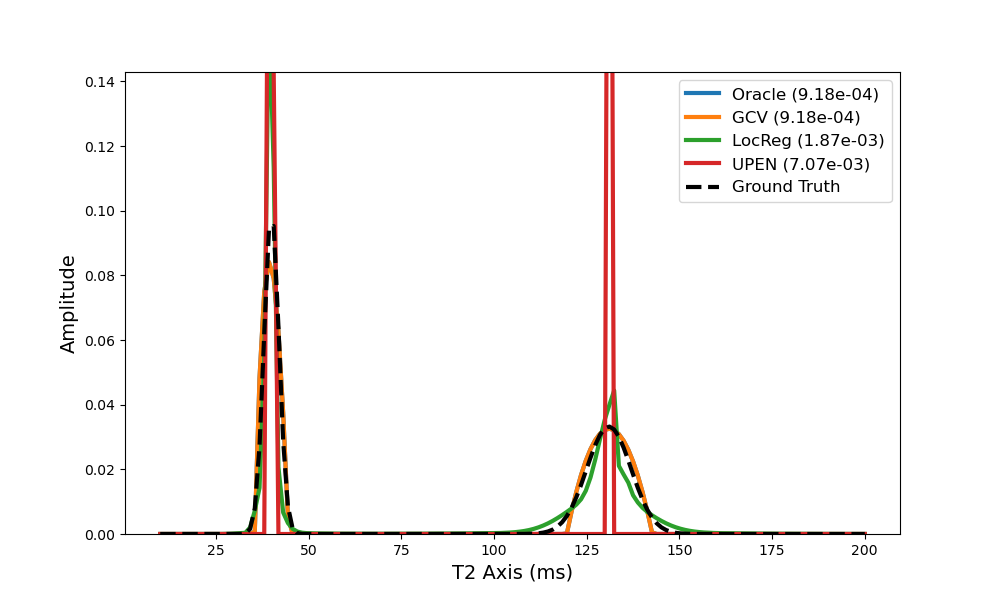 0.14
0.12
0.10
0.08
0.06
0.04
0.02
0.00
Amplitude
25 50 75 100 125 150 175 200
T2 Axis (ms)
Oracle (9.18e-04)
GCV (9.18e-04)
LocReg (1.87e-03)
UPEN (7.07e-03)
Ground Truth